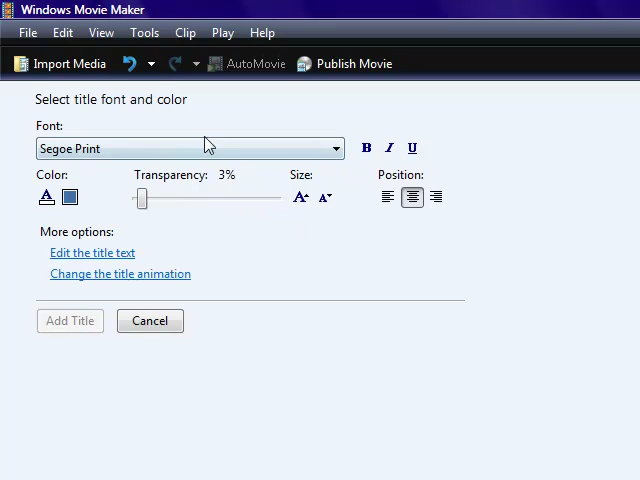 Windows Movie Maker
File Edit View Tools Clip Play Help
Import Media AutoMovie Publish Movie
Select title font and color
Font:
Segoe Print B I U
Color: Transparency: 3% Size: Position:
A A A
More options:
Edit the title text
Change the title animation
Add Title Cancel